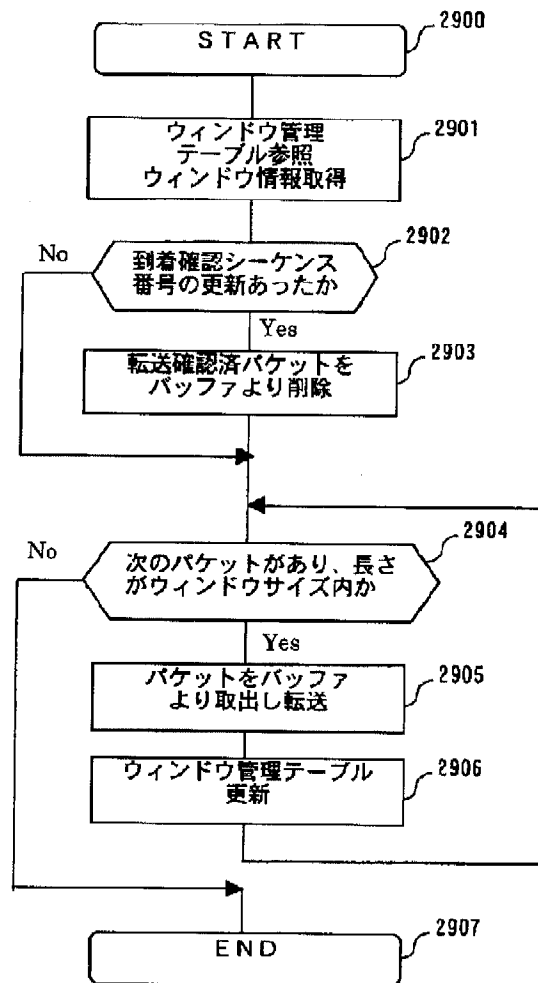 START
2900
ウィンドウ管理
テーブル参照
ウィンドウ情報取得
2901
No
到着確認シーケンス
番号の更新あったか
2902
Yes
転送確認済パケットを
バッファより削除
2903
No
次のパケットがあり、長さ
がウィンドウサイズ内か
2904
Yes
パケットをバッファ
より取出し転送
2905
ウィンドウ管理テーブル
更新
2906
END
2907